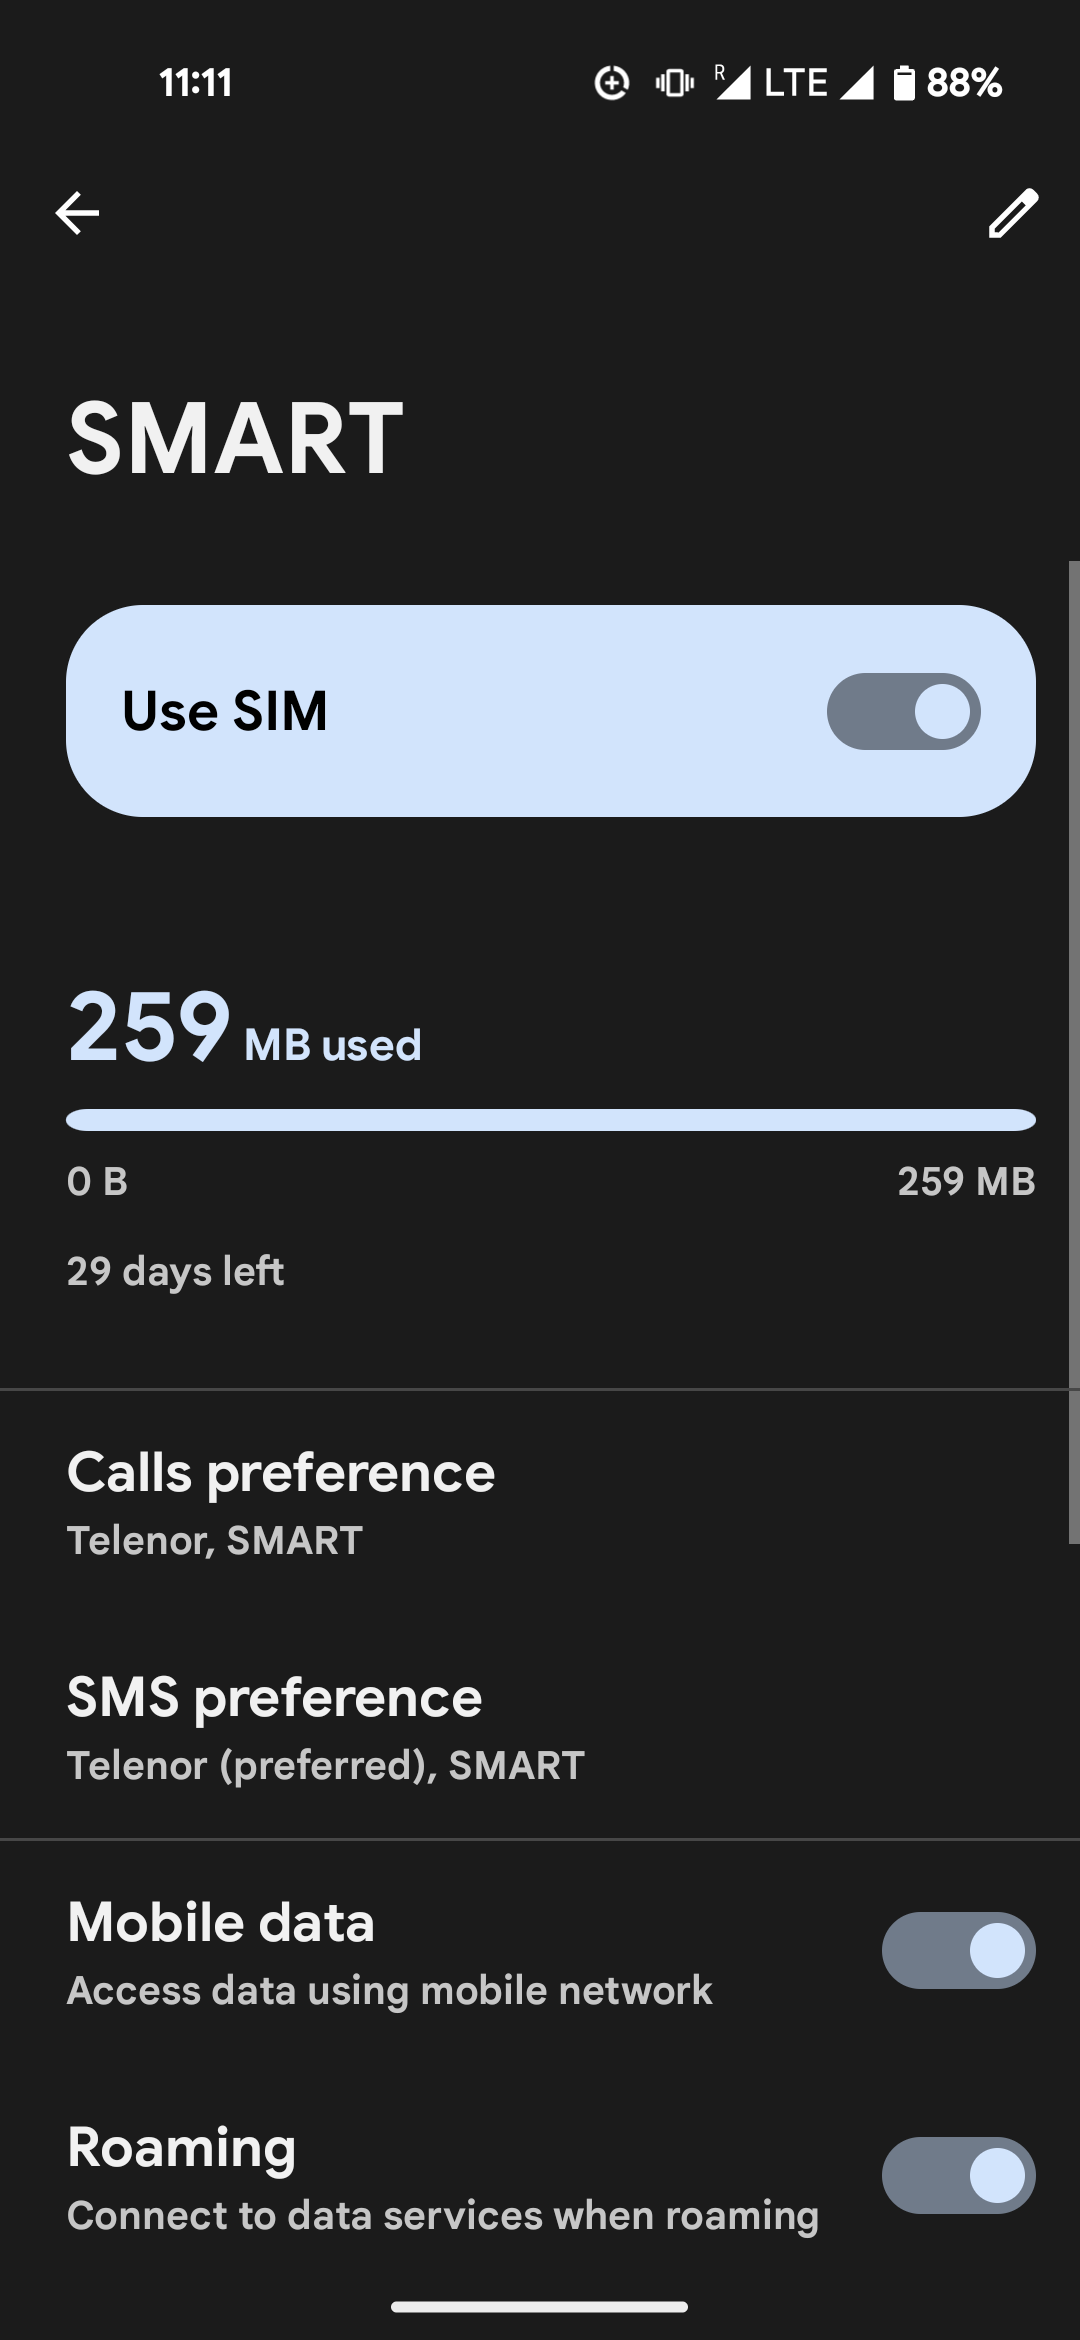 11:11
R LTE 88%
SMART
Use SIM
259 MB used
0 B 259 MB
29 days left
Calls preference
Telenor, SMART
SMS preference
Telenor (preferred), SMART
Mobile data
Access data using mobile network
Roaming
Connect to data services when roaming